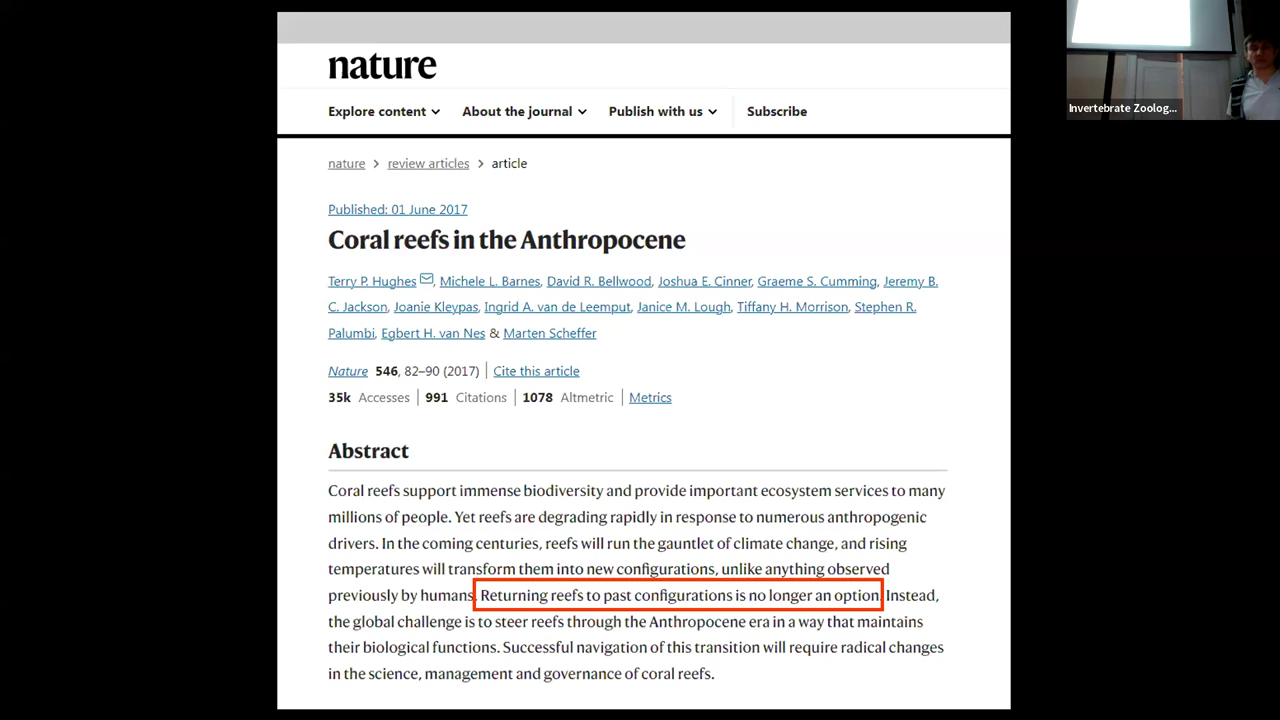 nature
Explore content
About the journal
Publish with us
Subscribe
nature > review articles > article
Published: 01 June 2017
Coral reefs in the Anthropocene
Terry P. Hughes, Michele L. Barnes, David R. Bellwood, Joshua E. Cinner, Graeme S. Cumming, Jeremy B.
C. Jackson, Joanie Kleypas, Ingrid A. van de Leemput, Janice M. Lough, Tiffany H. Morrison, Stephen R.
Palumbi, Egbert H. van Nes & Marten Scheffer
Nature 546, 82–90 (2017) | Cite this article
35k Accesses | 991 Citations | 1078 Altmetric | Metrics
Abstract
Coral reefs support immense biodiversity and provide important ecosystem services to many
millions of people. Yet reefs are degrading rapidly in response to numerous anthropogenic
drivers. In the coming centuries, reefs will run the gauntlet of climate change, and rising
temperatures will transform them into new configurations, unlike anything observed
previously by humans. Returning reefs to past configurations is no longer an option. Instead,
the global challenge is to steer reefs through the Anthropocene era in a way that maintains
their biological functions. Successful navigation of this transition will require radical changes
in the science, management and governance of coral reefs.
Invertebrate Zoolog...